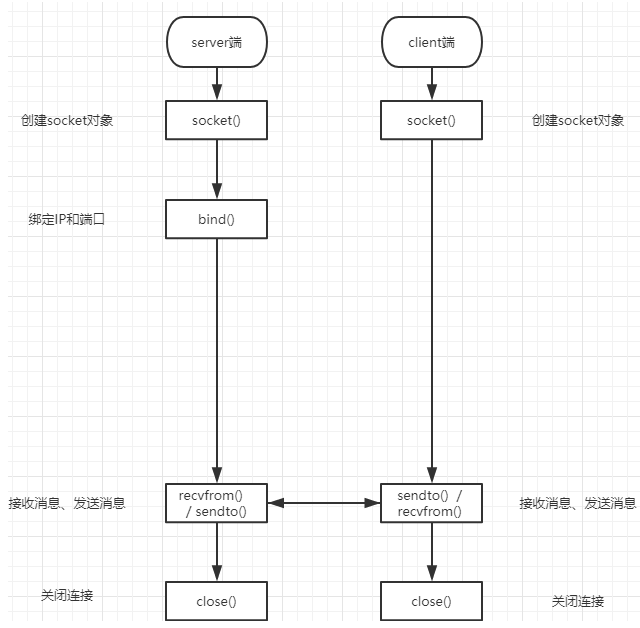 server端
client端
创建socket对象
socket()
socket()
创建socket对象
绑定IP和端口
bind()
接收消息、发送消息
recvfrom()
/ sendto()
sendto() /
recvfrom()
接收消息、发送消息
关闭连接
close()
close()
关闭连接